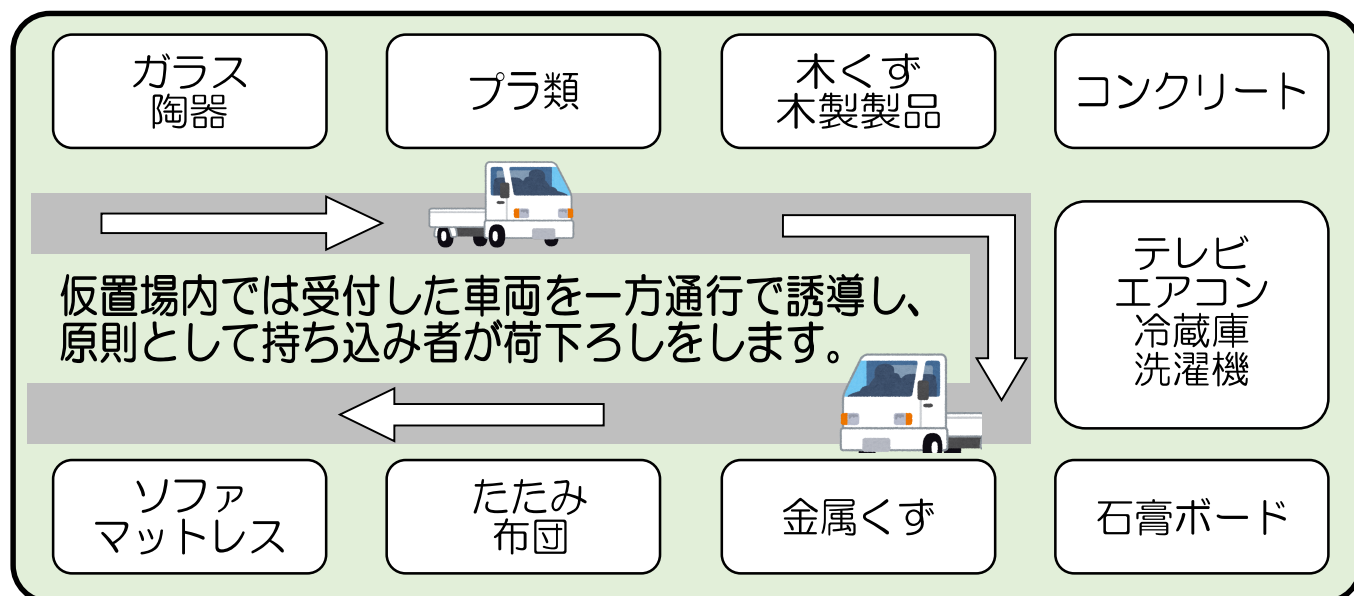 ガラス
陶器
プラ類
木くず
木製製品
コンクリート
テレビ
エアコン
冷蔵庫
洗濯機
仮置場内では受付した車両を一方通行で誘導し、
原則として持ち込み者が荷下ろしをします。
ソファ
マットレス
たたみ
布団
金属くず
石膏ボード